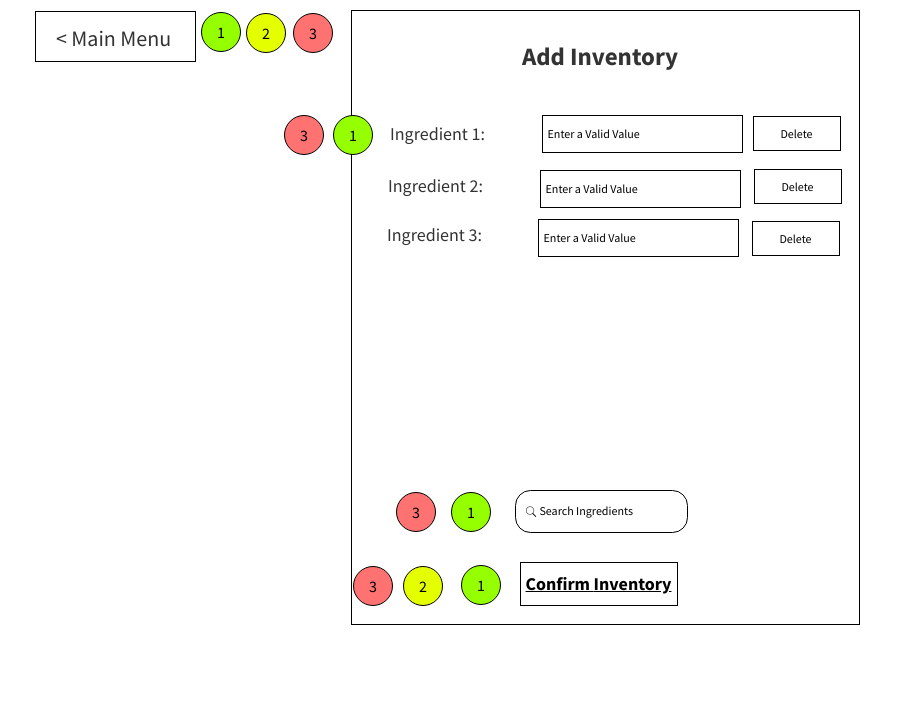 < Main Menu 1 2 3
Add Inventory
3 1 Ingredient 1: Enter a Valid Value Delete
Ingredient 2: Enter a Valid Value Delete
Ingredient 3: Enter a Valid Value Delete
3 1 Search Ingredients
3 2 1 Confirm Inventory